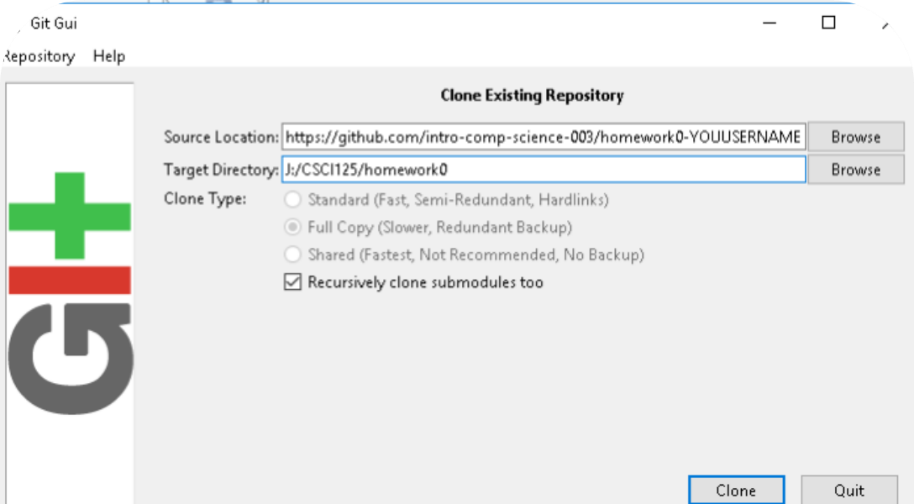 Git Gui
Repository Help
Clone Existing Repository
Source Location: https://github.com/intro-comp-science-003/homework0-YOUUSERNAME Browse
Target Directory: J:/CSCI125/homework0 Browse
Clone Type: Standard (Fast, Semi-Redundant, Hardlinks)
Full Copy (Slower, Redundant Backup)
Shared (Fastest, Not Recommended, No Backup)
Recursively clone submodules too
GIt
Clone Quit